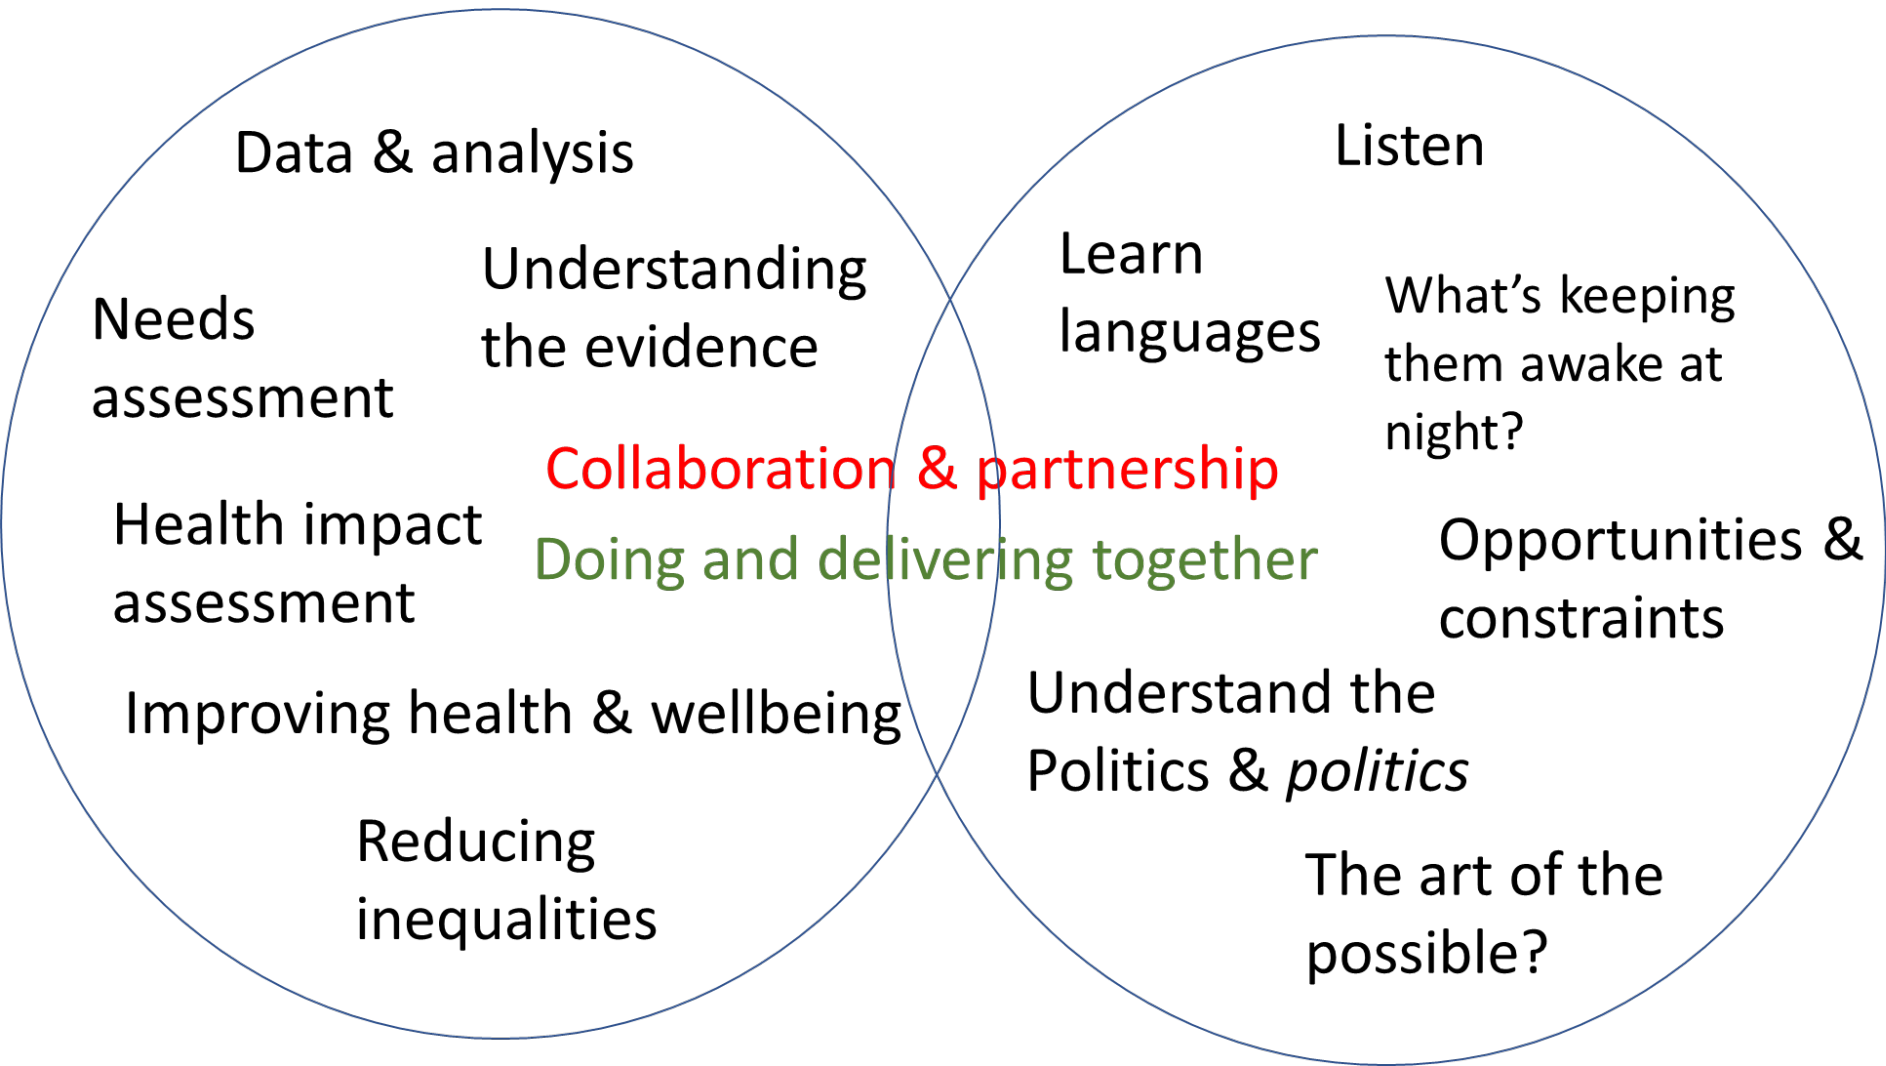 Data & analysis
Understanding
the evidence
Needs
assessment
Health impact
assessment
Improving health & wellbeing
Reducing
inequalities
Collaboration & partnership
Doing and delivering together
Listen
Learn
languages
What’s keeping
them awake at
night?
Opportunities &
constraints
Understand the
Politics & politics
The art of the
possible?